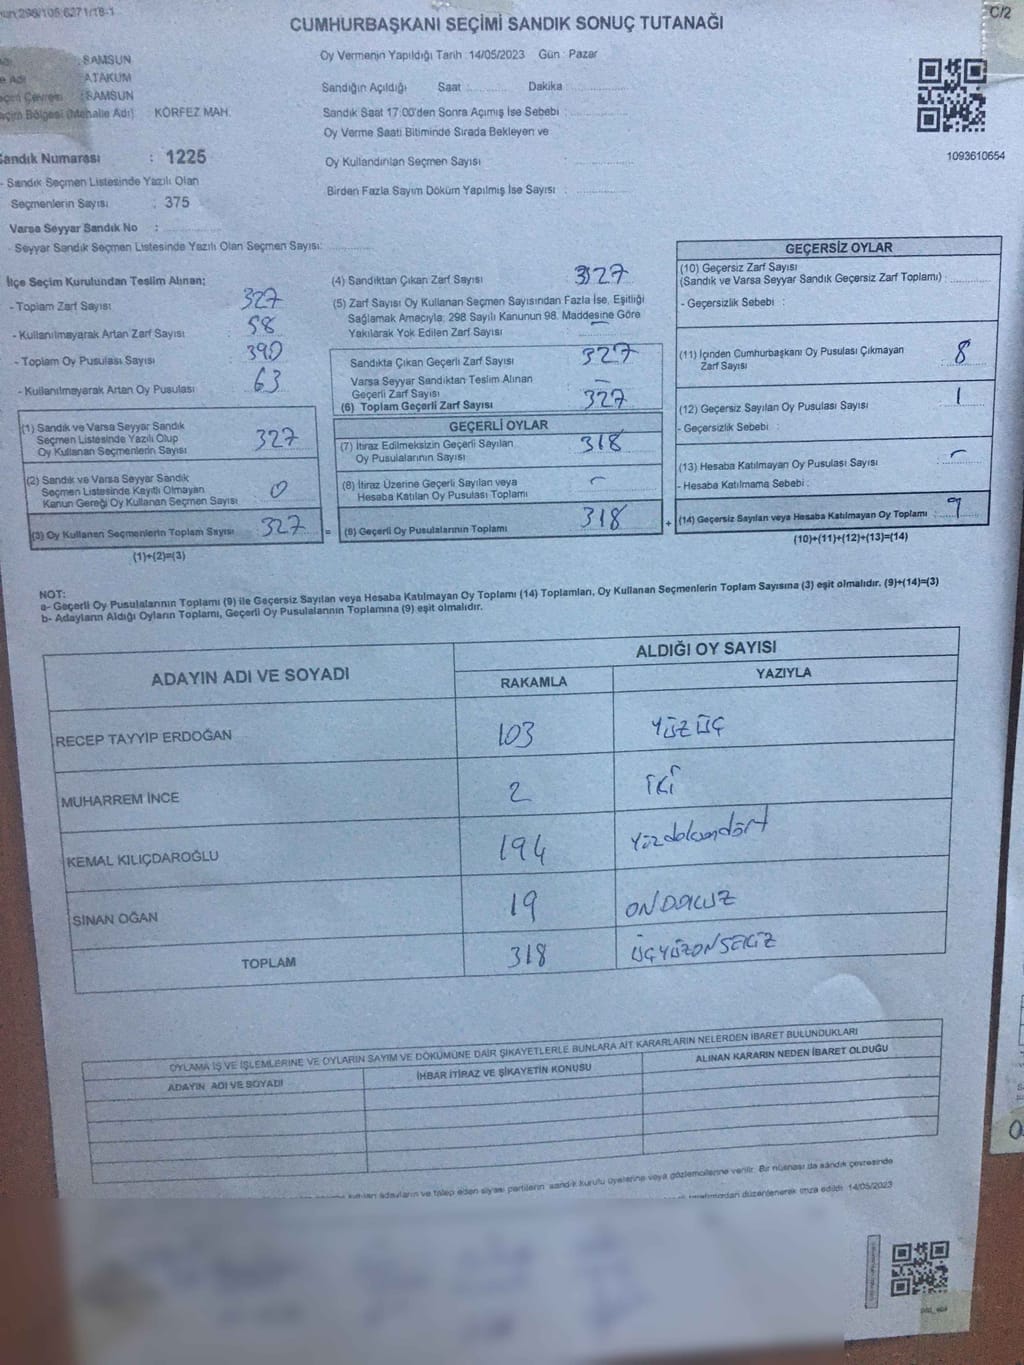 C/2
CUMHURBAŞKANI SEÇİMİ SANDIK SONUÇ TUTANAĞI
: SAMSUN
: ATAKUM
: SAMSUN
(Mahalle Adı) : KÖRFEZ MAH.
Sandık Numarası : 1225
- Sandık Seçmen Listesinde Yazılı Olan
Seçmenlerin Sayısı : 375
Varsa Seyyar Sandık No :
- Seyyar Sandık Seçmen Listesinde Yazılı Olan Seçmen Sayısı:
Oy Vermenin Yapıldığı Tarih :14/05/2023 Gün : Pazar
Sandığın Açıldığı Saat Dakika
Sandık Saat 17:00'den Sonra Açılmış İse Sebebi :
Oy Verme Saati Bitiminde Sırada Bekleyen ve
Oy Kullandırılan Seçmen Sayısı :
Birden Fazla Sayım Döküm Yapılmış İse Sayısı :
1093610654
İlçe Seçim Kurulundan Teslim Alınan:
- Toplam Zarf Sayısı 327
- Kullanılmayarak Artan Zarf Sayısı 58
- Toplam Oy Pusulası Sayısı 390
- Kullanılmayarak Artan Oy Pusulası 63
(1) Sandık ve Varsa Seyyar Sandık
Seçmen Listesinde Yazılı Olup
Oy Kullanan Seçmenlerin Sayısı 327
(2) Sandık ve Varsa Seyyar Sandık
Seçmen Listesinde Kayıtlı Olmayan
Kanun Gereği Oy Kullanan Seçmen Sayısı 0
(3) Oy Kullanan Seçmenlerin Toplam Sayısı : 327 =
(1)+(2)=(3)
(4) Sandıktan Çıkan Zarf Sayısı 327
(5) Zarf Sayısı Oy Kullanan Seçmen Sayısından Fazla İse, Eşitliği
Sağlamak Amacıyla; 298 Sayılı Kanunun 98. Maddesine Göre
Yakılarak Yok Edilen Zarf Sayısı : –
Sandıkta Çıkan Geçerli Zarf Sayısı 327
Varsa Seyyar Sandıktan Teslim Alınan
Geçerli Zarf Sayısı –
(6) Toplam Geçerli Zarf Sayısı 327
GEÇERLİ OYLAR
(7) İtiraz Edilmeksizin Geçerli Sayılan
Oy Pusulalarının Sayısı 318
(8) İtiraz Üzerine Geçerli Sayılan veya
Hesaba Katılan Oy Pusulası Toplamı –
(9) Geçerli Oy Pusulalarının Toplamı 318 +
GEÇERSİZ OYLAR
(10) Geçersiz Zarf Sayısı
(Sandık ve Varsa Seyyar Sandık Geçersiz Zarf Toplamı) :
- Geçersizlik Sebebi :
(11) İçinden Cumhurbaşkanı Oy Pusulası Çıkmayan
Zarf Sayısı 8
(12) Geçersiz Sayılan Oy Pusulası Sayısı 1
- Geçersizlik Sebebi :
(13) Hesaba Katılmayan Oy Pusulası Sayısı : –
- Hesaba Katılmama Sebebi :
(14) Geçersiz Sayılan veya Hesaba Katılmayan Oy Toplamı : 9
(10)+(11)+(12)+(13)=(14)
NOT:
a- Geçerli Oy Pusulalarının Toplamı (9) ile Geçersiz Sayılan veya Hesaba Katılmayan Oy Toplamı (14) Toplamları, Oy Kullanan Seçmenlerin Toplam Sayısına (3) eşit olmalıdır. (9)+(14)=(3)
b- Adayların Aldığı Oyların Toplamı, Geçerli Oy Pusulalarının Toplamına (9) eşit olmalıdır.
ADAYIN ADI VE SOYADI ALDIĞI OY SAYISI
RAKAMLA YAZIYLA
RECEP TAYYİP ERDOĞAN 103 YÜZ ÜÇ
MUHARREM İNCE 2 İKİ
KEMAL KILIÇDAROĞLU 194 Yüzdoksandört
SİNAN OĞAN 19 ONDOKUZ
TOPLAM 318 ÜÇYÜZONSEKİZ
OYLAMA İŞ VE İŞLEMLERİNE VE OYLARIN SAYIM VE DÖKÜMÜNE DAİR ŞİKAYETLERLE BUNLARA AİT KARARLARIN NELERDEN İBARET BULUNDUKLARI
ADAYIN ADI VE SOYADI İHBAR İTİRAZ VE ŞİKAYETİN KONUSU ALINAN KARARIN NEDEN İBARET OLDUĞU
adayların ve talep eden siyasi partilerin sandık kurulu üyelerine veya gözlemcilerine verilir. Bir nüshası da sandık çevresinde
düzenlenerek imza edildi. 14/05/2023